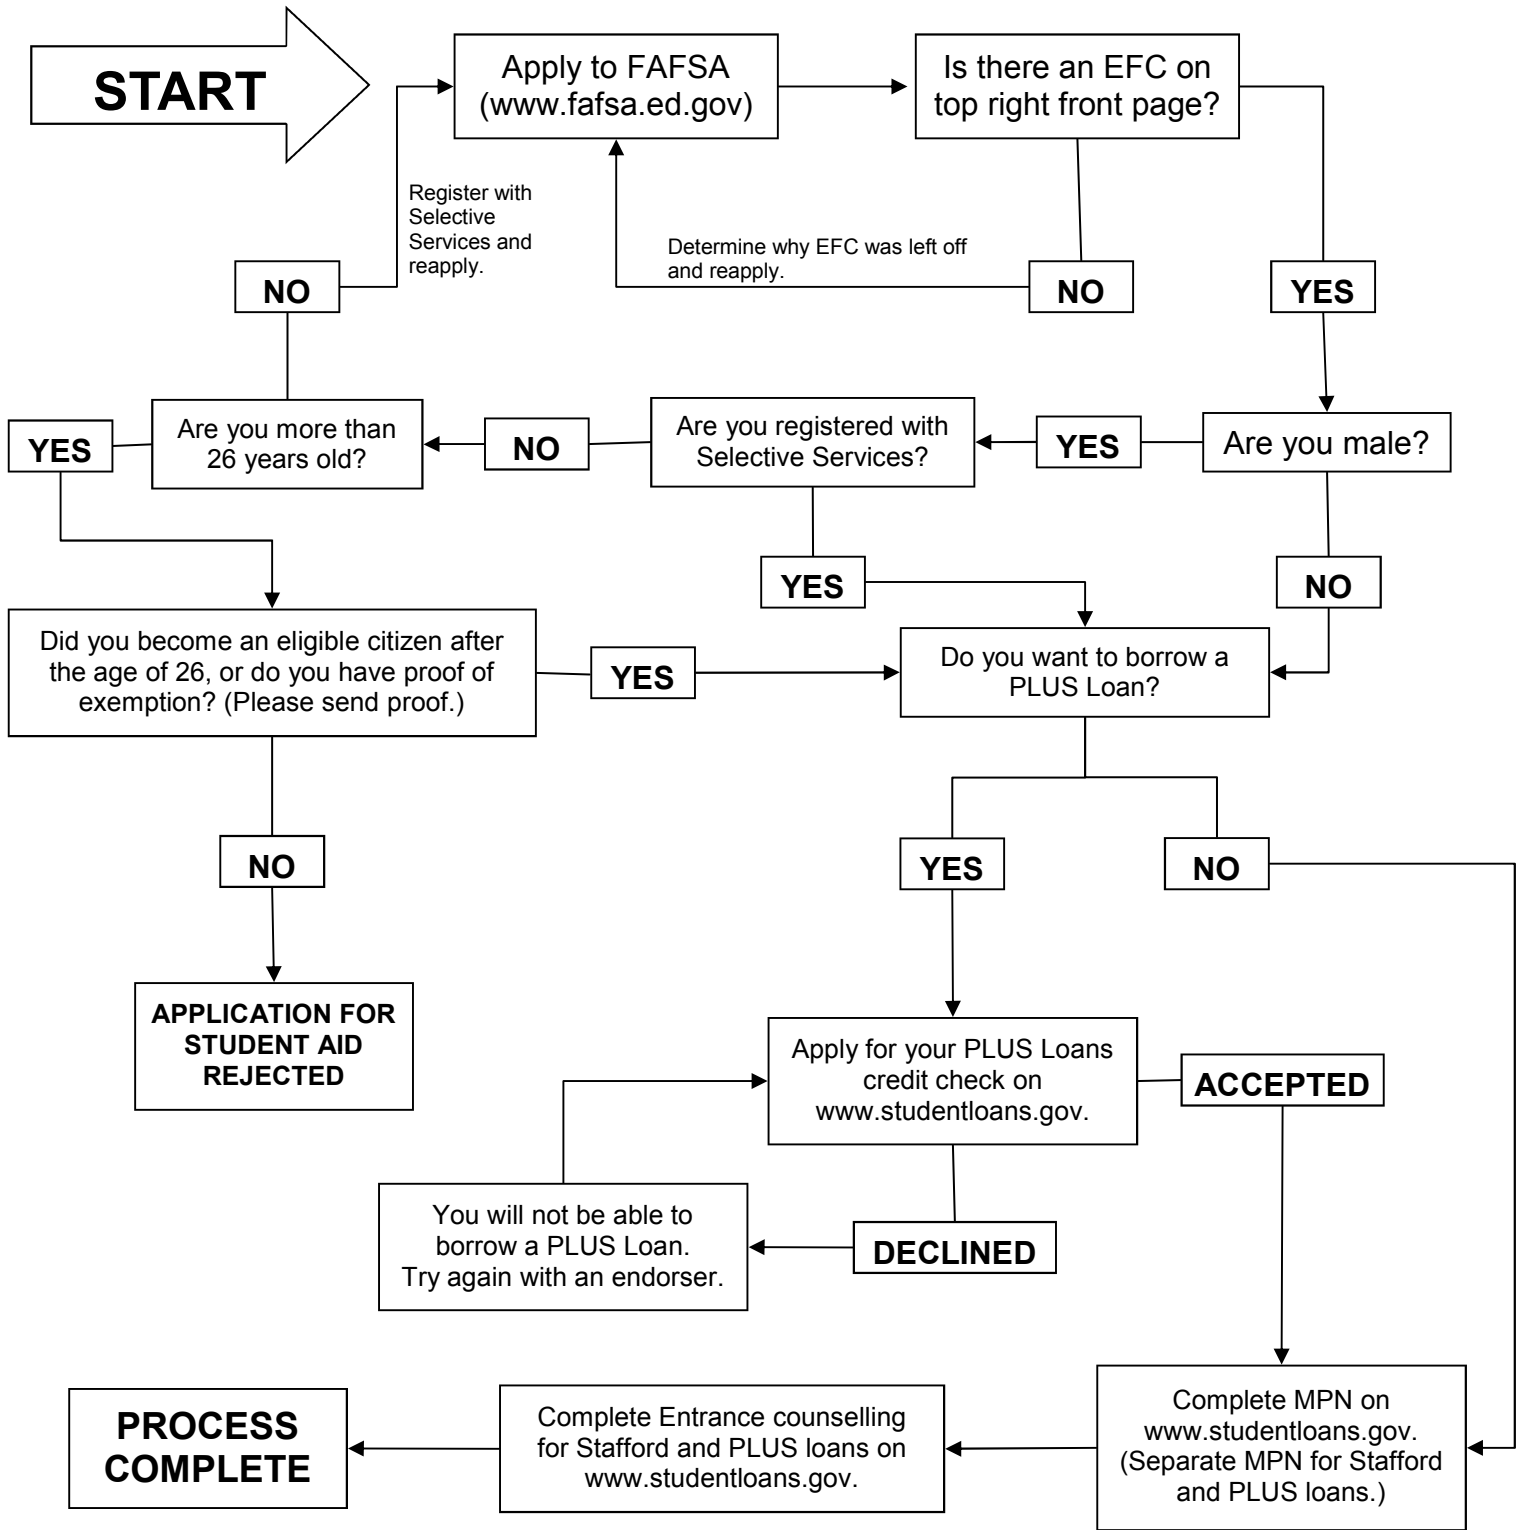 START
Apply to FAFSA
(www.fafsa.ed.gov)
Is there an EFC on
top right front page?
Register with
Selective
Services and
reapply.
Determine why EFC was left off
and reapply.
NO
NO
YES
YES
Are you more than
26 years old?
NO
Are you registered with
Selective Services?
YES
Are you male?
YES
NO
Did you become an eligible citizen after
the age of 26, or do you have proof of
exemption? (Please send proof.)
YES
Do you want to borrow a
PLUS Loan?
NO
YES
NO
APPLICATION FOR
STUDENT AID
REJECTED
Apply for your PLUS Loans
credit check on
www.studentloans.gov.
ACCEPTED
You will not be able to
borrow a PLUS Loan.
Try again with an endorser.
DECLINED
PROCESS
COMPLETE
Complete Entrance counselling
for Stafford and PLUS loans on
www.studentloans.gov.
Complete MPN on
www.studentloans.gov.
(Separate MPN for Stafford
and PLUS loans.)